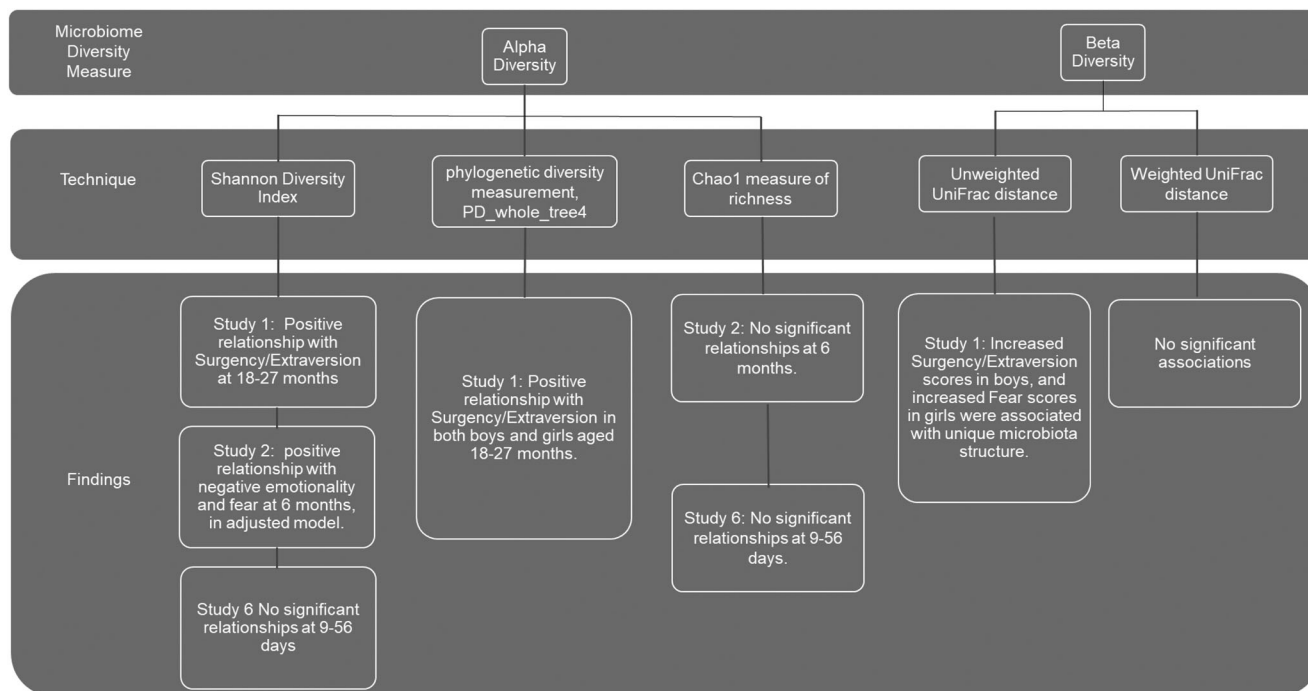 Microbiome
Diversity
Measure
Alpha
Diversity
Beta
Diversity
Technique
Shannon Diversity
Index
phylogenetic diversity
measurement,
PD_whole_tree4
Chao1 measure of
richness
Unweighted
UniFrac distance
Weighted UniFrac
distance
Findings
Study 1:  Positive
relationship with
Surgency/Extraversion
at 18-27 months
Study 2:  positive
relationship with
negative emotionality
and fear at 6 months,
in adjusted model.
Study 6 No significant
relationships at 9-56
days
Study 1: Positive
relationship with
Surgency/Extraversion in
both boys and girls aged
18-27 months.
Study 2: No significant
relationships at 6
months.
Study 6: No significant
relationships at 9-56
days.
Study 1: Increased
Surgency/Extraversion
scores in boys, and
increased Fear scores
in girls were associated
with unique microbiota
structure.
No significant
associations